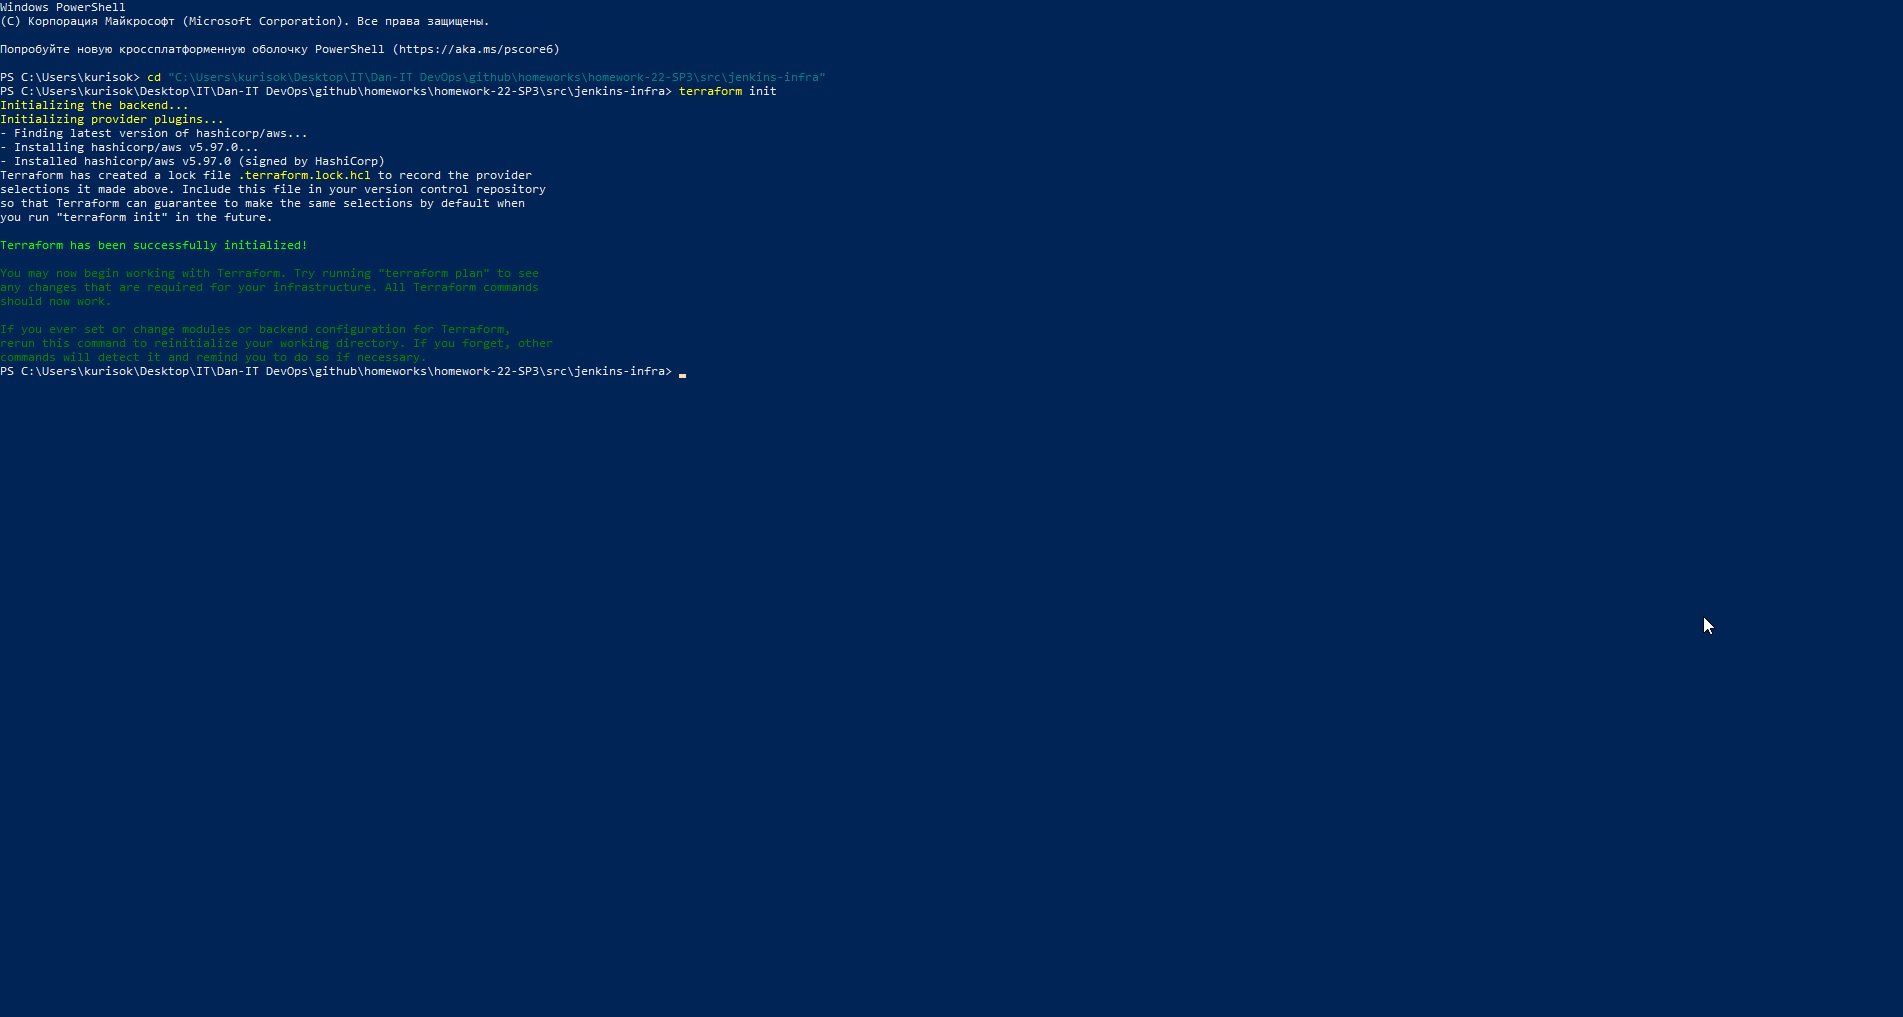 Windows PowerShell
(C) Корпорация Майкрософт (Microsoft Corporation). Все права защищены.
Попробуйте новую кроссплатформенную оболочку PowerShell (https://aka.ms/pscore6)
PS C:\Users\kurisok> cd "C:\Users\kurisok\Desktop\IT\Dan-IT DevOps\github\homeworks\homework-22-SP3\src\jenkins-infra"
PS C:\Users\kurisok\Desktop\IT\Dan-IT DevOps\github\homeworks\homework-22-SP3\src\jenkins-infra> terraform init
Initializing the backend...
Initializing provider plugins...
- Finding latest version of hashicorp/aws...
- Installing hashicorp/aws v5.97.0...
- Installed hashicorp/aws v5.97.0 (signed by HashiCorp)
Terraform has created a lock file .terraform.lock.hcl to record the provider
selections it made above. Include this file in your version control repository
so that Terraform can guarantee to make the same selections by default when
you run "terraform init" in the future.
Terraform has been successfully initialized!
You may now begin working with Terraform. Try running "terraform plan" to see
any changes that are required for your infrastructure. All Terraform commands
should now work.
If you ever set or change modules or backend configuration for Terraform,
rerun this command to reinitialize your working directory. If you forget, other
commands will detect it and remind you to do so if necessary.
PS C:\Users\kurisok\Desktop\IT\Dan-IT DevOps\github\homeworks\homework-22-SP3\src\jenkins-infra>